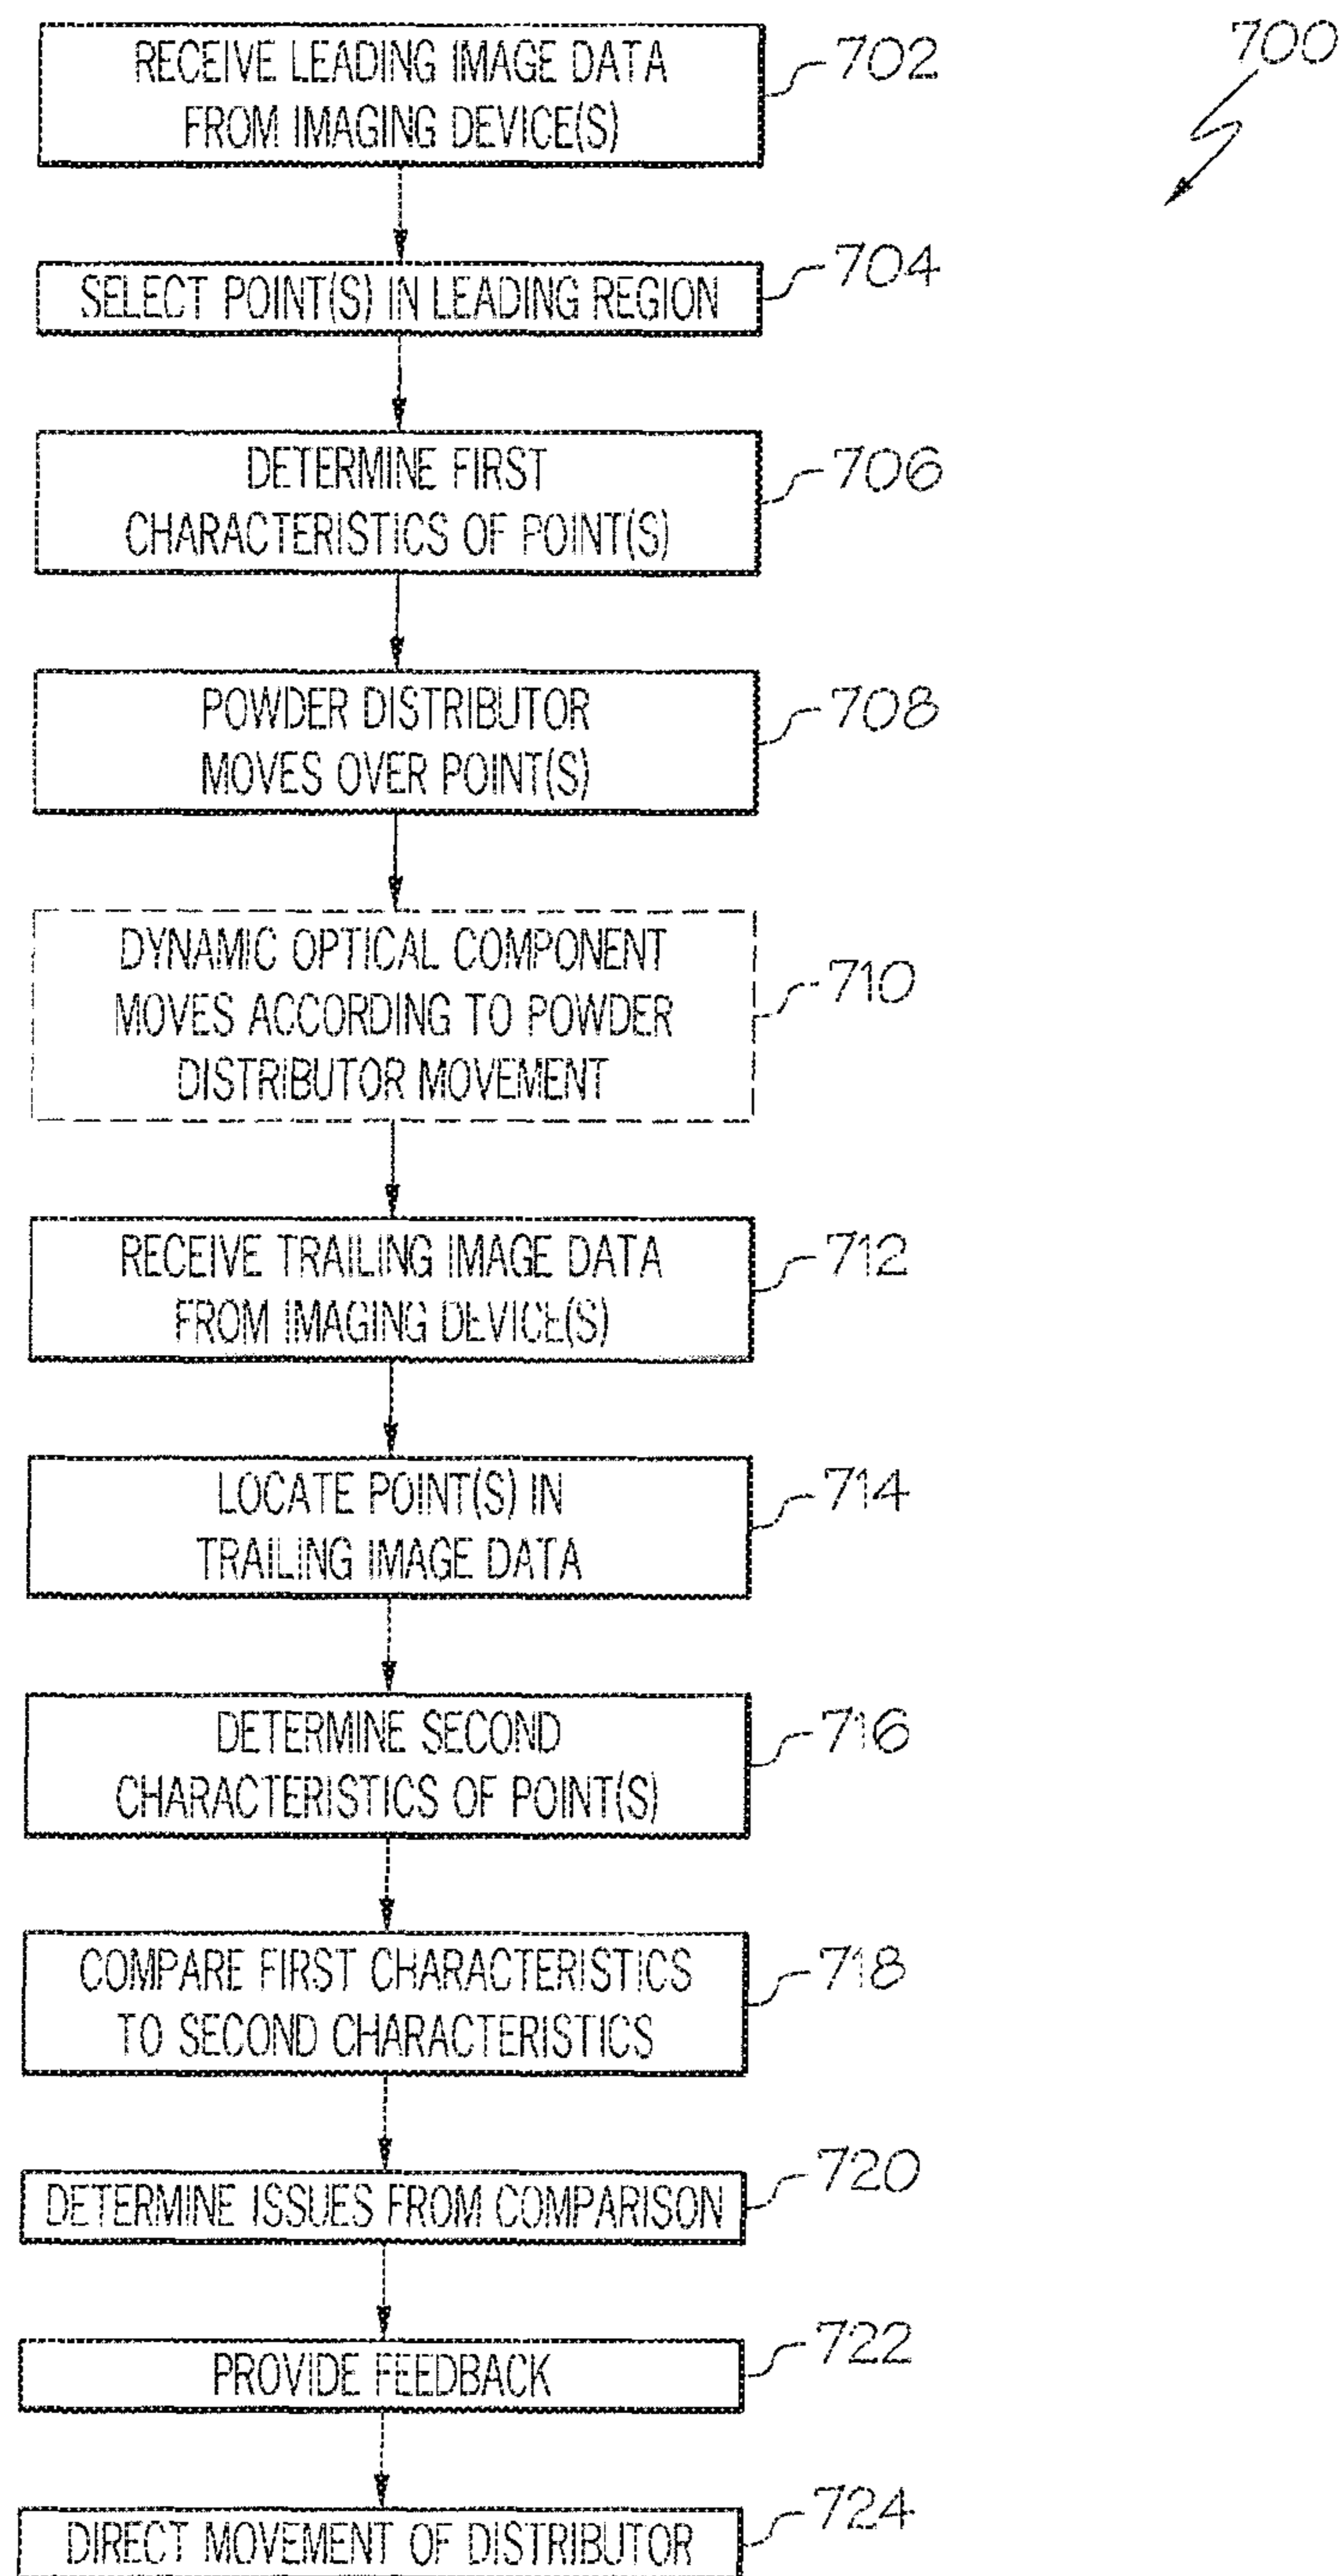 700
RECEIVE LEADING IMAGE DATA
FROM IMAGING DEVICE(S)
702
SELECT POINT(S) IN LEADING REGION
704
DETERMINE FIRST
CHARACTERISTICS OF POINT(S)
706
POWDER DISTRIBUTOR
MOVES OVER POINT(S)
708
DYNAMIC OPTICAL COMPONENT
MOVES ACCORDING TO POWDER
DISTRIBUTOR MOVEMENT
710
RECEIVE TRAILING IMAGE DATA
FROM IMAGING DEVICE(S)
712
LOCATE POINT(S) IN
TRAILING IMAGE DATA
714
DETERMINE SECOND
CHARACTERISTICS OF POINT(S)
716
COMPARE FIRST CHARACTERISTICS
TO SECOND CHARACTERISTICS
718
DETERMINE ISSUES FROM COMPARISON
720
PROVIDE FEEDBACK
722
DIRECT MOVEMENT OF DISTRIBUTOR
724